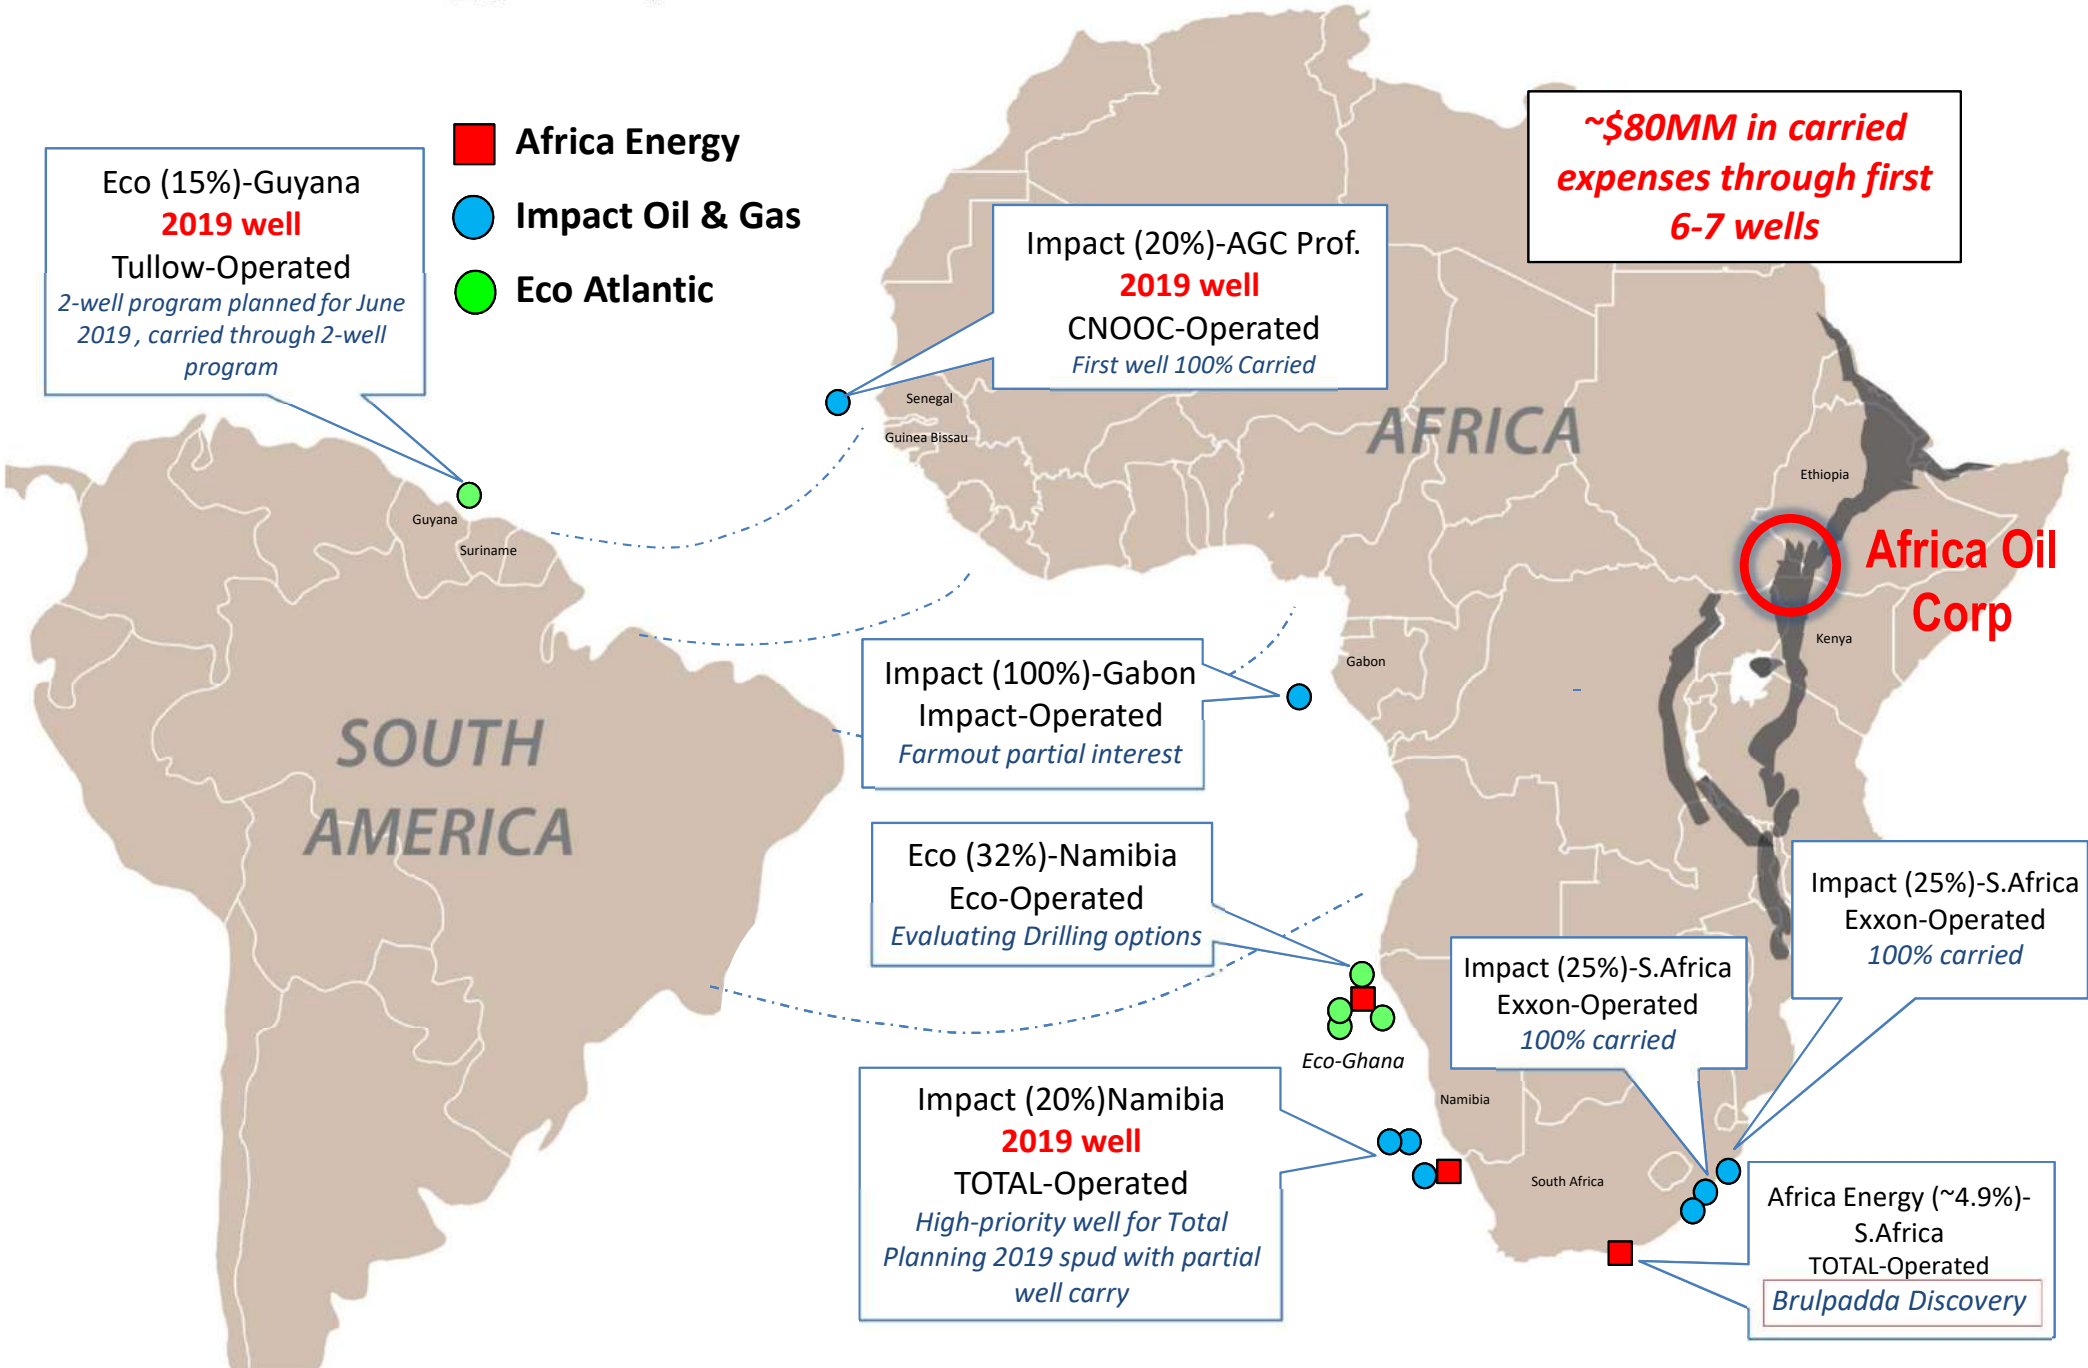 Africa Energy
Impact Oil & Gas
Eco Atlantic
~$80MM in carried
expenses through first
6-7 wells
Eco (15%)-Guyana
2019 well
Tullow-Operated
2-well program planned for June
2019 , carried through 2-well
program
Impact (20%)-AGC Prof.
2019 well
CNOOC-Operated
First well 100% Carried
Senegal
Guinea Bissau
AFRICA
Ethiopia
Guyana
Suriname
Africa Oil
Corp
Kenya
Impact (100%)-Gabon
Impact-Operated
Farmout partial interest
Gabon
SOUTH
AMERICA
Eco (32%)-Namibia
Eco-Operated
Evaluating Drilling options
Impact (25%)-S.Africa
Exxon-Operated
100% carried
Impact (25%)-S.Africa
Exxon-Operated
100% carried
Eco-Ghana
Impact (20%)Namibia
2019 well
TOTAL-Operated
High-priority well for Total
Planning 2019 spud with partial
well carry
Namibia
South Africa
Africa Energy (~4.9%)-
S.Africa
TOTAL-Operated
Brulpadda Discovery